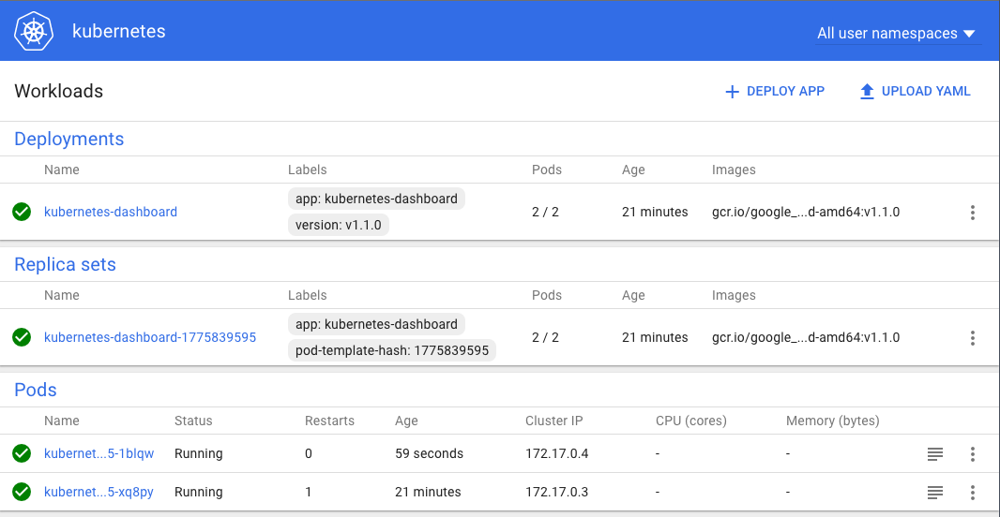 kubernetes
All user namespaces
Workloads
DEPLOY APP
UPLOAD YAML
Deployments
Name Labels Pods Age Images
app: kubernetes-dashboard
kubernetes-dashboard 2 / 2 21 minutes gcr.io/google_...d-amd64:v1.1.0
version: v1.1.0
Replica sets
Name Labels Pods Age Images
app: kubernetes-dashboard
kubernetes-dashboard-1775839595 2 / 2 21 minutes gcr.io/google_...d-amd64:v1.1.0
pod-template-hash: 1775839595
Pods
Name Status Restarts Age Cluster IP CPU (cores) Memory (bytes)
kubernet...5-1blqw Running 0 59 seconds 172.17.0.4 - -
kubernet...5-xq8py Running 1 21 minutes 172.17.0.3 - -